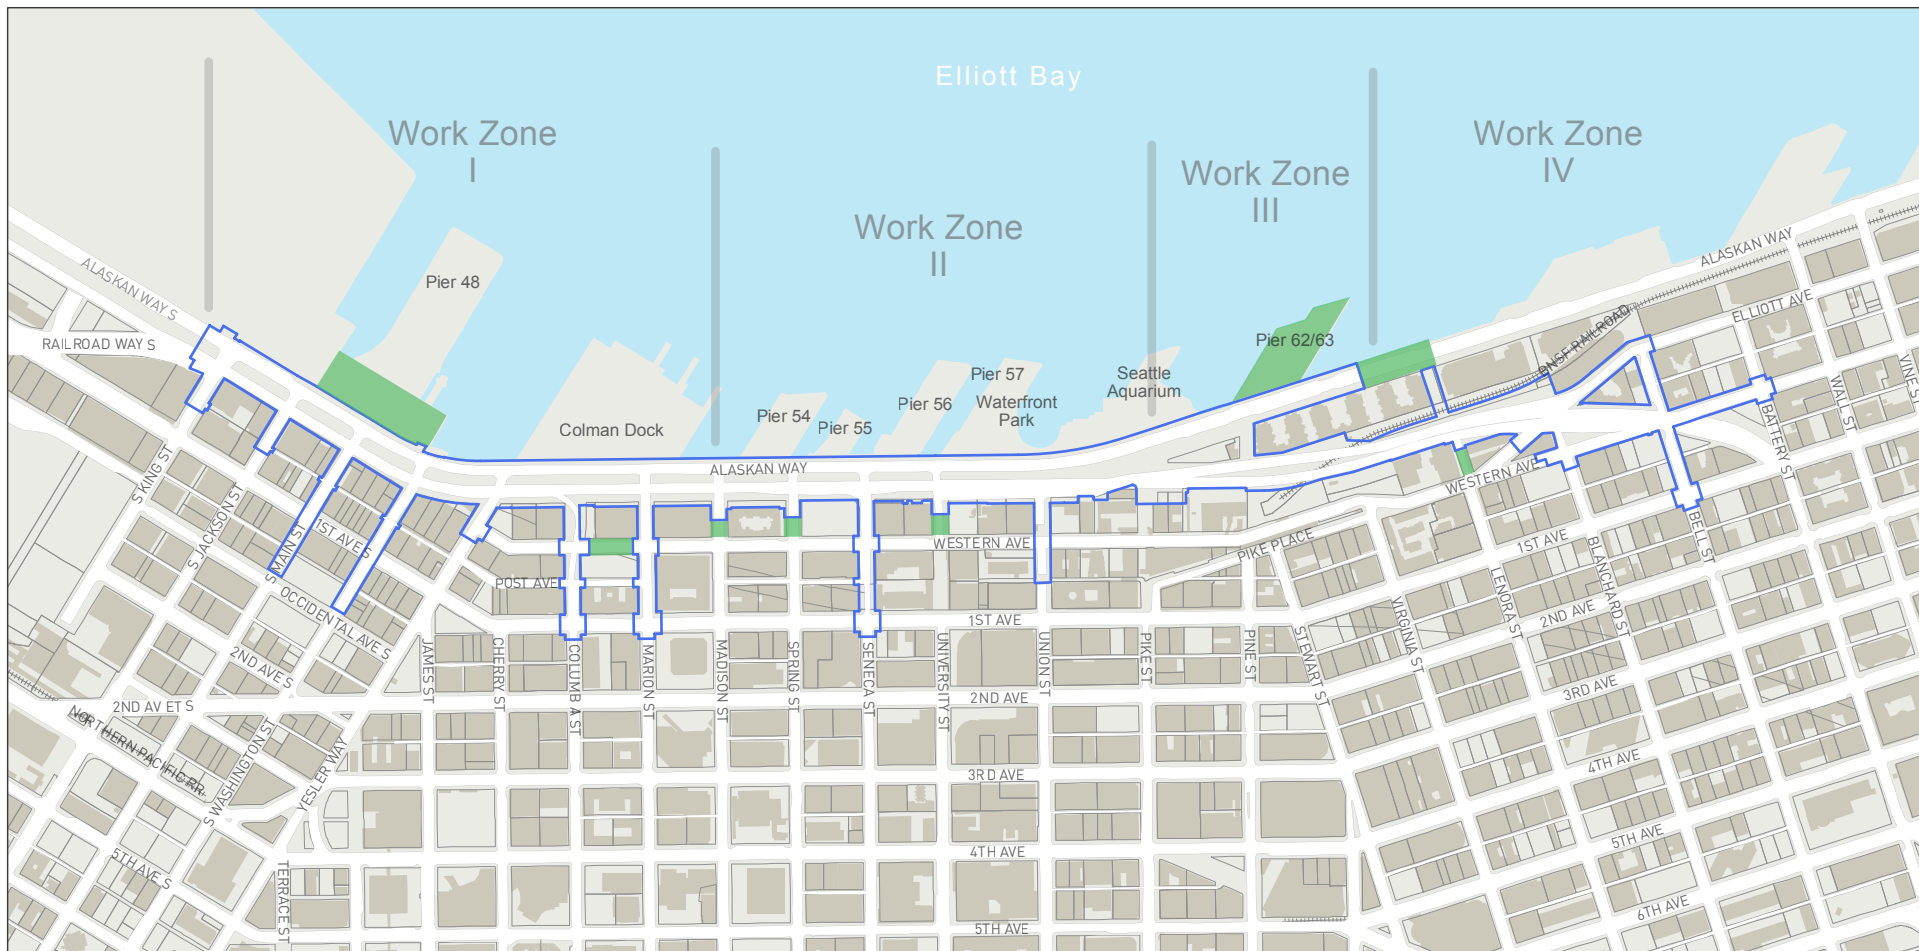 Elliott Bay
Work Zone
I
Work Zone
II
Work Zone
III
Work Zone
IV
Pier 48
Colman Dock
Pier 54
Pier 55
Pier 56
Pier 57
Waterfront
Park
Seattle
Aquarium
Pier 62/63
ALASKAN WAY S
RAILROAD WAY S
ALASKAN WAY
ALASKAN WAY
ELLIOTT AVE
BNSF RAILROAD
VINE ST
WALL ST
BATTERY ST
BELL ST
BLANCHARD ST
LENORA ST
VIRGINIA ST
STEWART ST
PINE ST
PIKE ST
UNION ST
UNIVERSITY ST
SENECA ST
SPRING ST
MADISON ST
MARION ST
COLUMBIA ST
CHERRY ST
JAMES ST
S KING ST
S JACKSON ST
S MAIN ST
S WASHINGTON ST
YESLER WAY
TERRACE ST
1ST AVE S
OCCIDENTAL AVE S
2ND AVE S
2ND AV ET S
NORTHERN PACIFIC RR
5TH AVE S
POST AVE
WESTERN AVE
WESTERN AVE
PIKE PLACE
1ST AVE
1ST AVE
2ND AVE
2ND AVE
3RD AVE
3RD AVE
4TH AVE
4TH AVE
5TH AVE
5TH AVE
6TH AVE